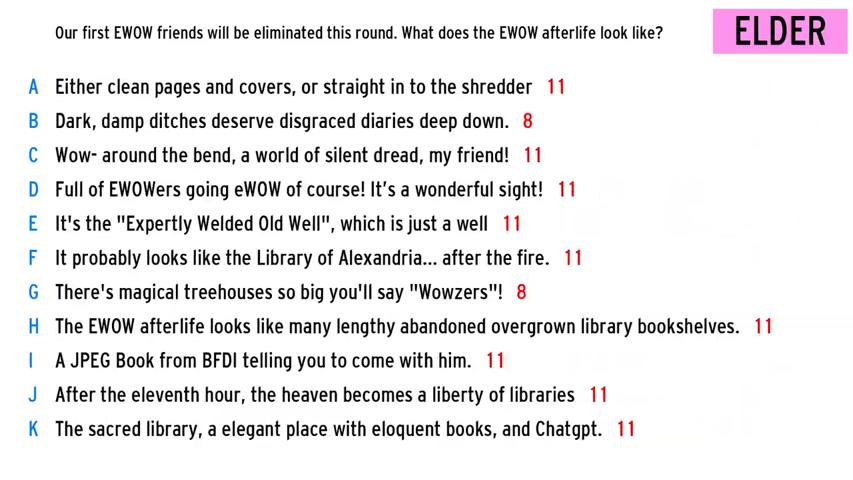 Our first EWOW friends will be eliminated this round. What does the EWOW afterlife look like?
ELDER
A Either clean pages and covers, or straight in to the shredder 11
B Dark, damp ditches deserve disgraced diaries deep down. 8
C Wow- around the bend, a world of silent dread, my friend! 11
D Full of EWOWers going eWOW of course! It's a wonderful sight! 11
E It's the "Expertly Welded Old Well", which is just a well 11
F It probably looks like the Library of Alexandria... after the fire. 11
G There's magical treehouses so big you'll say "Wowzers"! 8
H The EWOW afterlife looks like many lengthy abandoned overgrown library bookshelves. 11
I A JPEG Book from BFDI telling you to come with him. 11
J After the eleventh hour, the heaven becomes a liberty of libraries 11
K The sacred library, a elegant place with eloquent books, and Chatgpt. 11